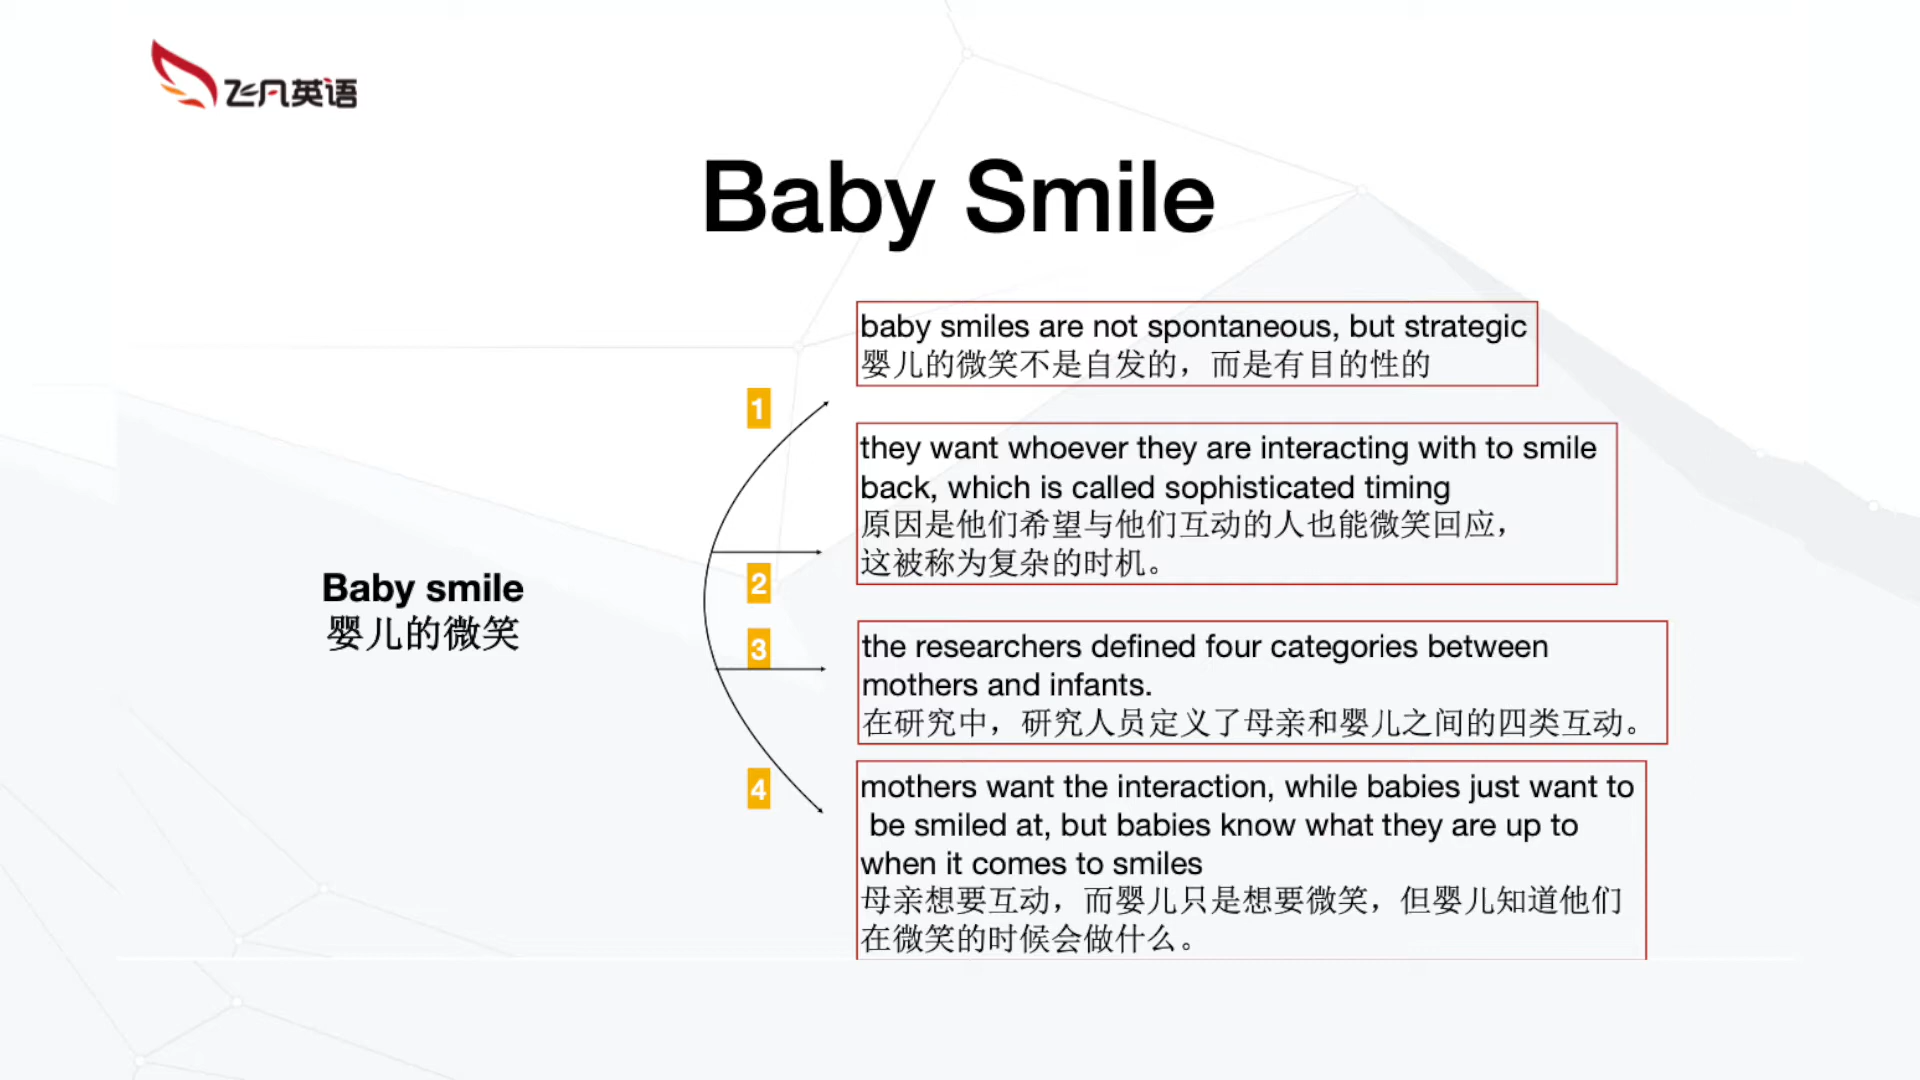 飞凡英语
Baby Smile
baby smiles are not spontaneous, but strategic
婴儿的微笑不是自发的，而是有目的性的
1
they want whoever they are interacting with to smile
back, which is called sophisticated timing
原因是他们希望与他们互动的人也能微笑回应，
这被称为复杂的时机。
2
Baby smile
婴儿的微笑
3
the researchers defined four categories between
mothers and infants.
在研究中，研究人员定义了母亲和婴儿之间的四类互动。
4
mothers want the interaction, while babies just want to
be smiled at, but babies know what they are up to
when it comes to smiles
母亲想要互动，而婴儿只是想要微笑，但婴儿知道他们
在微笑的时候会做什么。